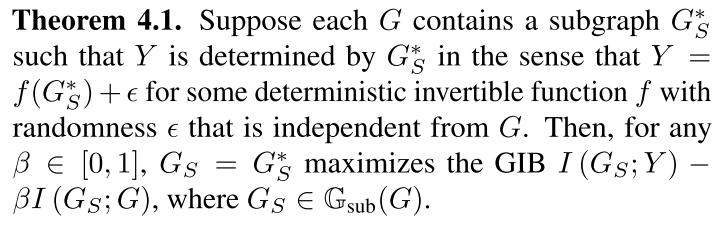 Theorem 4.1. Suppose each G contains a subgraph G*_S
such that Y is determined by G*_S in the sense that Y =
f(G*_S) + ϵ for some deterministic invertible function f with
randomness ϵ that is independent from G. Then, for any
β ∈ [0, 1], G_S = G*_S maximizes the GIB I (G_S; Y) −
βI (G_S; G), where G_S ∈ 𝔾_sub(G).